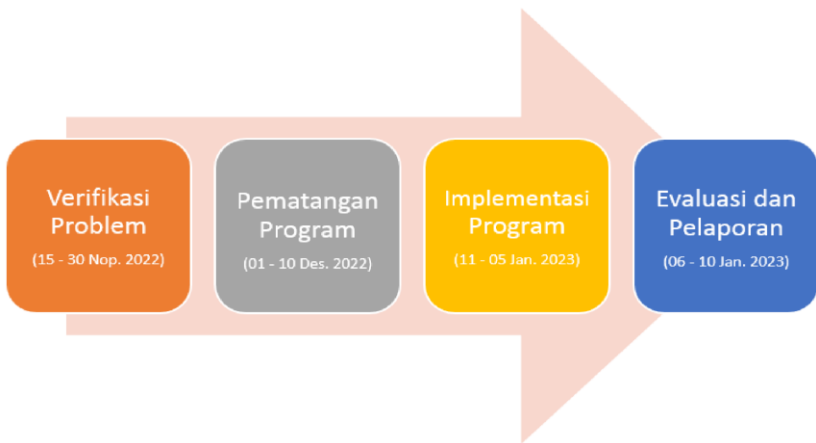 Verifikasi
Problem
(15 - 30 Nop. 2022)
Pematangan
Program
(01 - 10 Des. 2022)
Implementasi
Program
(11 - 05 Jan. 2023)
Evaluasi dan
Pelaporan
(06 - 10 Jan. 2023)